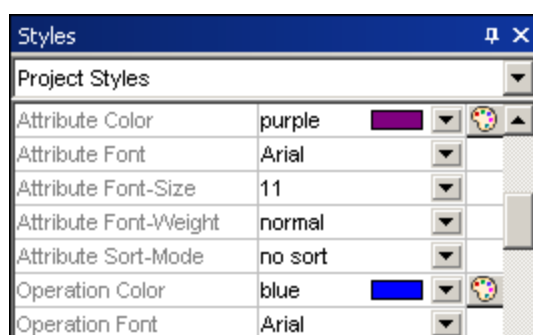 Styles
Project Styles
Attribute Color purple
Attribute Font Arial
Attribute Font-Size 11
Attribute Font-Weight normal
Attribute Sort-Mode no sort
Operation Color blue
Operation Font Arial